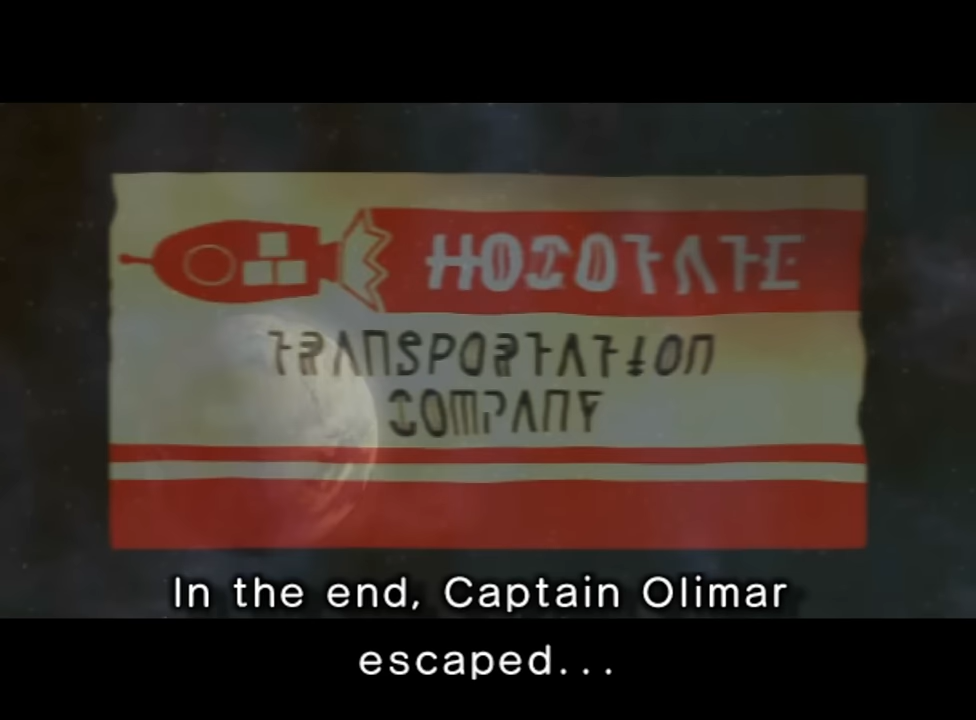 HOCOTATE
TRANSPORTATION
COMPANY
In the end, Captain Olimar
escaped...